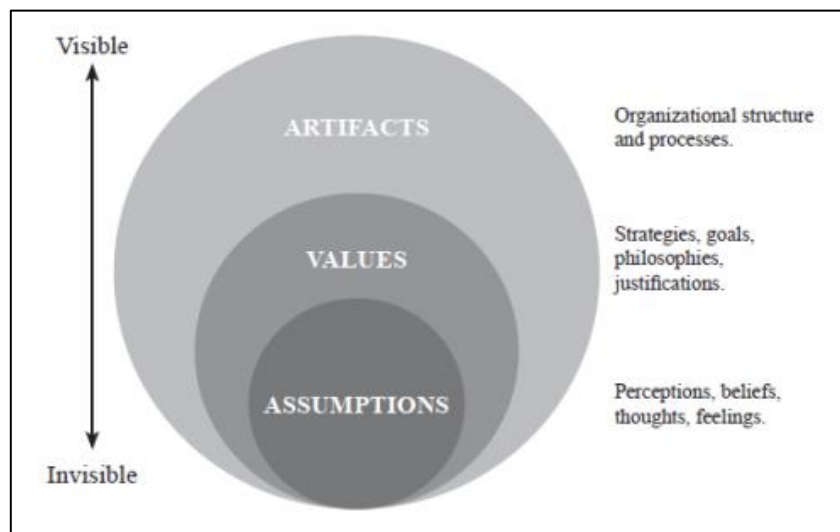 Visible
ARTIFACTS
Organizational structure
and processes.
VALUES
Strategies, goals,
philosophies,
justifications.
ASSUMPTIONS
Perceptions, beliefs,
thoughts, feelings.
Invisible